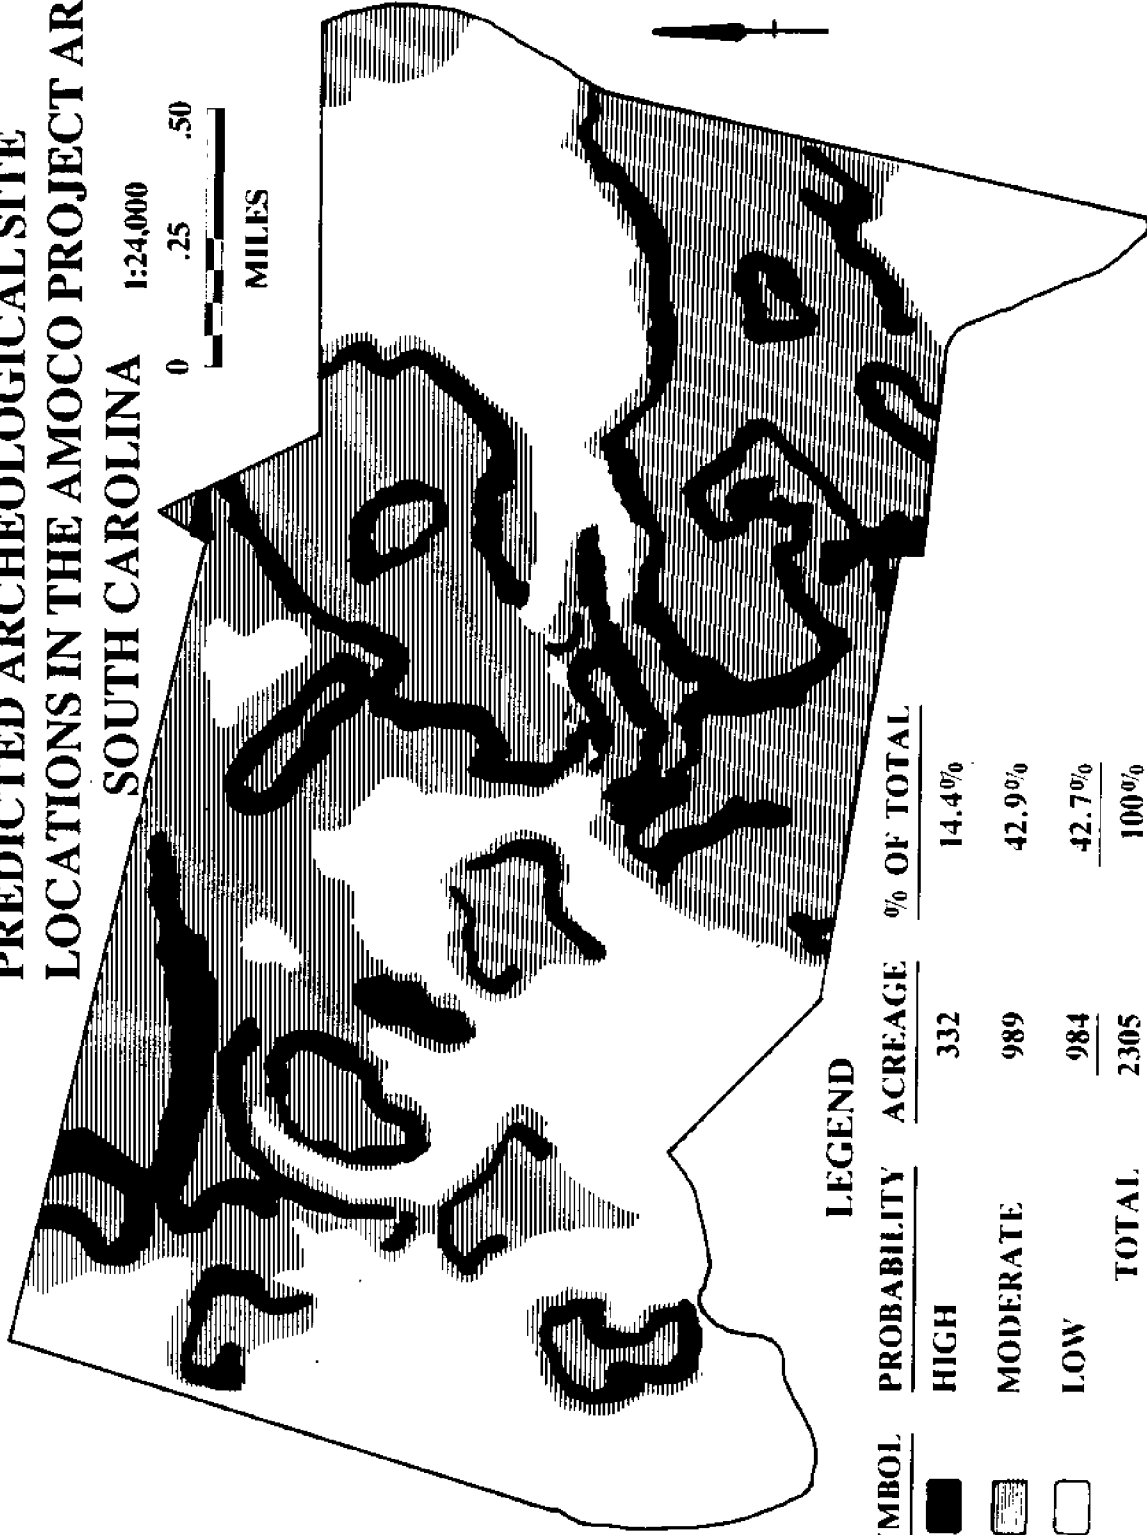 PREDICTED ARCHEOLOGICAL SITE
LOCATIONS IN THE AMOCO PROJECT AR
SOUTH CAROLINA
1:24,000
0 .25 .50
MILES
LEGEND
MBOL PROBABILITY ACREAGE % OF TOTAL
HIGH 332 14.4%
MODERATE 989 42.9%
LOW 984 42.7%
TOTAL 2305 100%